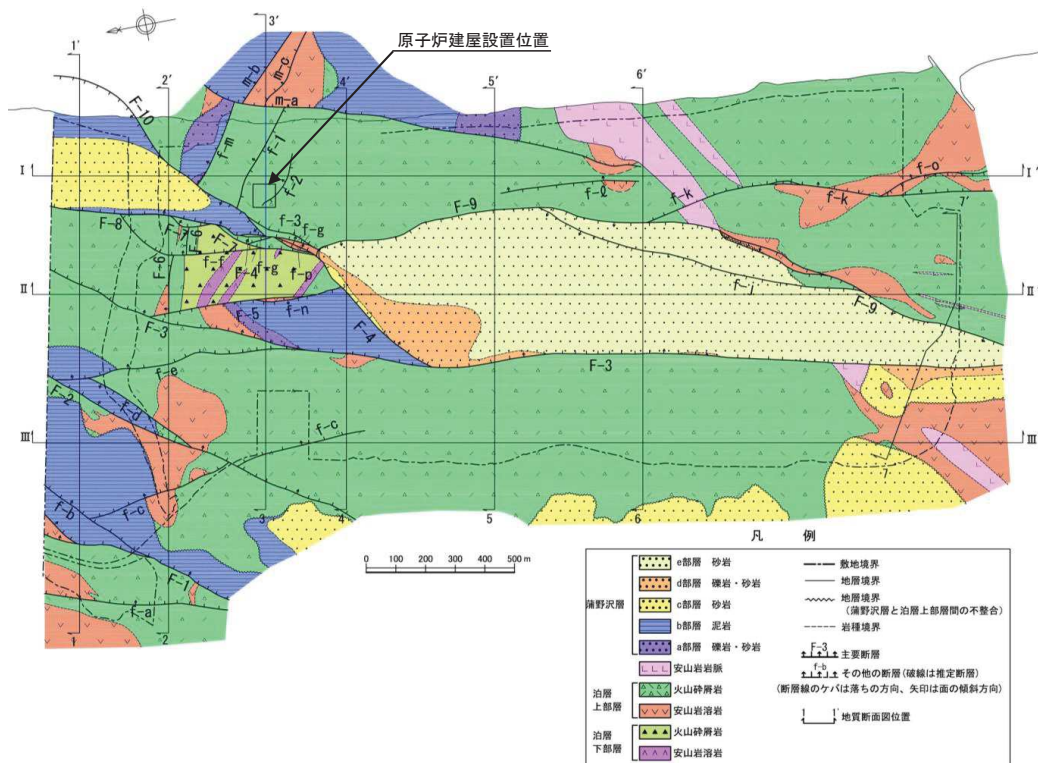 原子炉建屋設置位置
1'
2'
3'
4'
5'
6'
7'
F-10
m-b
m-c
m-a
f-m
f-1
f-2
I
I'
f-ℓ
f-k
f-k
f-o
F-8
F-9
f-3
f-g
F-7
F-6
F-6
f-f
F-4
f-g
f-p
II
II'
F-5
f-n
F-4
f-j
F-9
F-3
F-3
f-e
F-2
f-d
f-c
III
III'
f-c
f-b
F-1
f-a
1
2
3
4
5
6
7
0 100 200 300 400 500 m
凡 例
蒲野沢層
e部層 砂岩
d部層 礫岩・砂岩
c部層 砂岩
b部層 泥岩
a部層 礫岩・砂岩
安山岩岩脈
泊層
上部層
火山砕屑岩
安山岩溶岩
泊層
下部層
火山砕屑岩
安山岩溶岩
敷地境界
地層境界
地層境界
(蒲野沢層と泊層上部層間の不整合)
岩種境界
F-3 主要断層
f-b その他の断層(破線は推定断層)
(断層線のケバは落ちの方向、矢印は面の傾斜方向)
1 1' 地質断面図位置